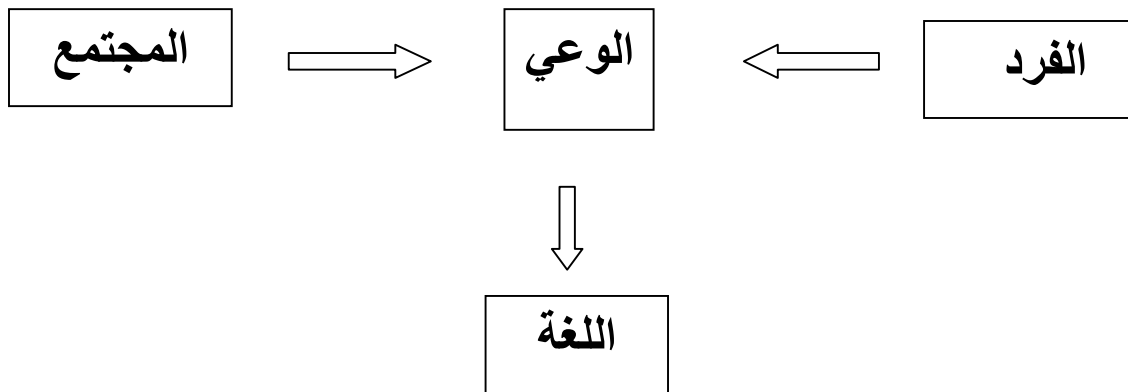 الفرد
الوعي
المجتمع
اللغة